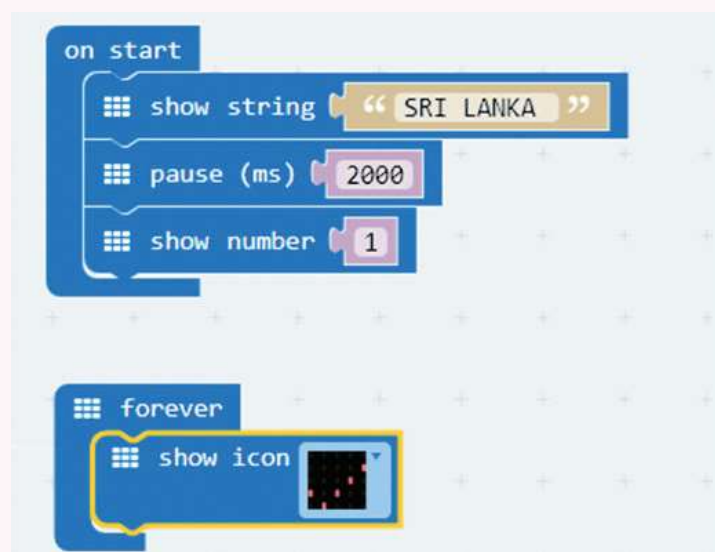 on start
show string “ SRI LANKA ”
pause (ms) 2000
show number 1
forever
show icon